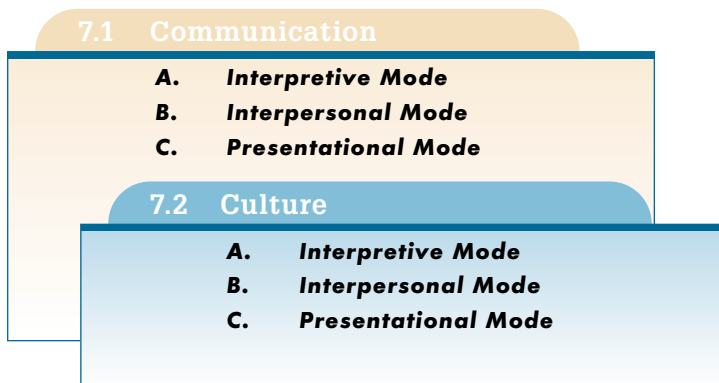 7.1 Communication
A. Interpretive Mode
B. Interpersonal Mode
C. Presentational Mode
7.2 Culture
A. Interpretive Mode
B. Interpersonal Mode
C. Presentational Mode